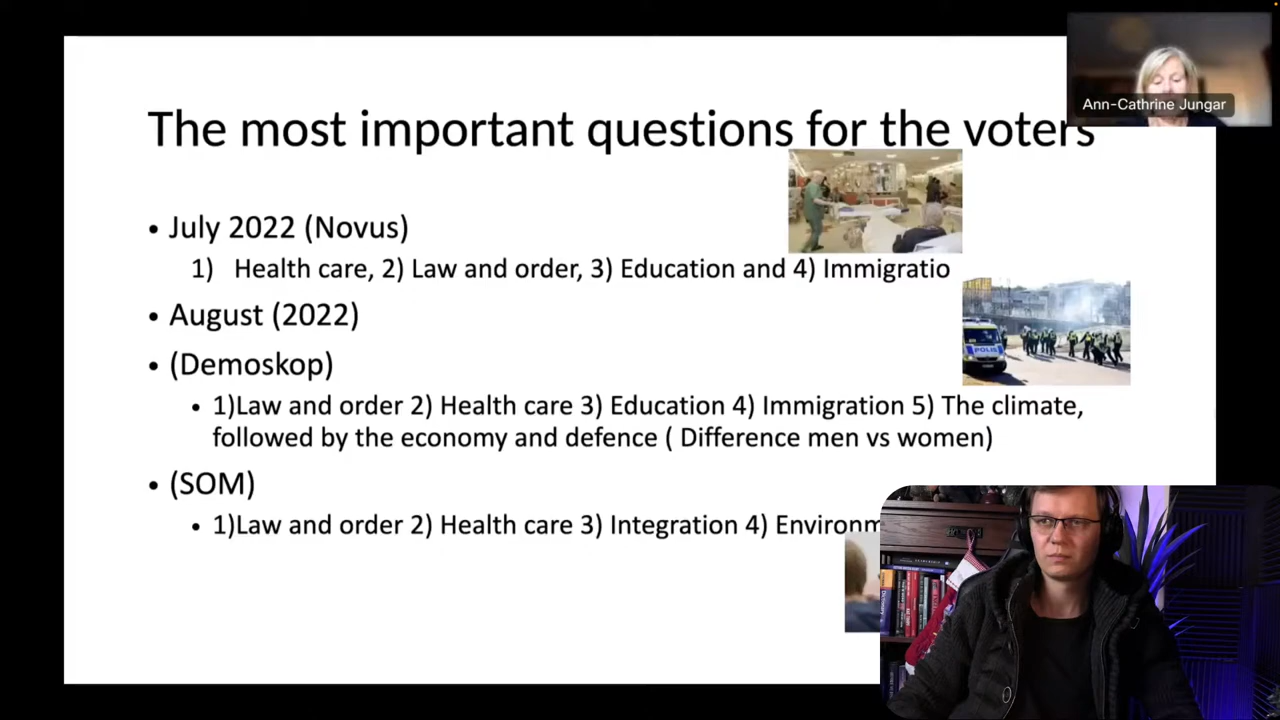 Ann-Cathrine Jungar
The most important questions for the voters
• July 2022 (Novus)
1) Health care, 2) Law and order, 3) Education and 4) Immigratio
POLIS
• August (2022)
• (Demoskop)
• 1)Law and order 2) Health care 3) Education 4) Immigration 5) The climate,
followed by the economy and defence ( Difference men vs women)
• (SOM)
• 1)Law and order 2) Health care 3) Integration 4) Environm